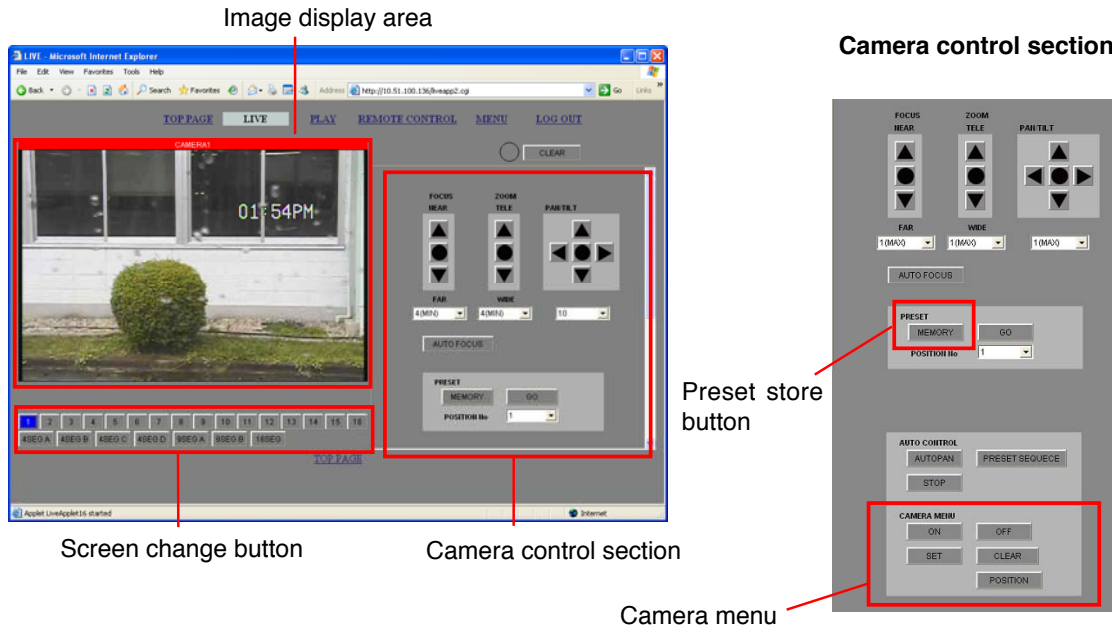 Image display area
Camera control section
LIVE - Microsoft Internet Explorer
File Edit View Favorites Tools Help
Back Search Favorites Address http://10.51.100.136/liveapp2.cgi Go Links
TOP PAGE LIVE PLAY REMOTE CONTROL MENU LOG OUT
CAMERA1
CLEAR
01:54PM
FOCUS ZOOM
NEAR TELE PAN/TILT
FAR WIDE
4(MIN) 4(MIN) 10
AUTO FOCUS
PRESET
MEMORY GO
POSITION No 1
1 2 3 4 5 6 7 8 9 10 11 12 13 14 15 16
4SEG A 4SEG B 4SEG C 4SEG D 9SEG A 9SEG B 16SEG
TOP PAGE
Applet LiveApplet16 started Internet
Screen change button
Camera control section
FOCUS ZOOM
NEAR TELE PAN/TILT
FAR WIDE
1(MAX) 1(MAX) 1(MAX)
AUTO FOCUS
PRESET
MEMORY GO
POSITION No 1
Preset store
button
AUTO CONTROL
AUTOPAN PRESET SEQUECE
STOP
CAMERA MENU
ON OFF
SET CLEAR
POSITION
Camera menu